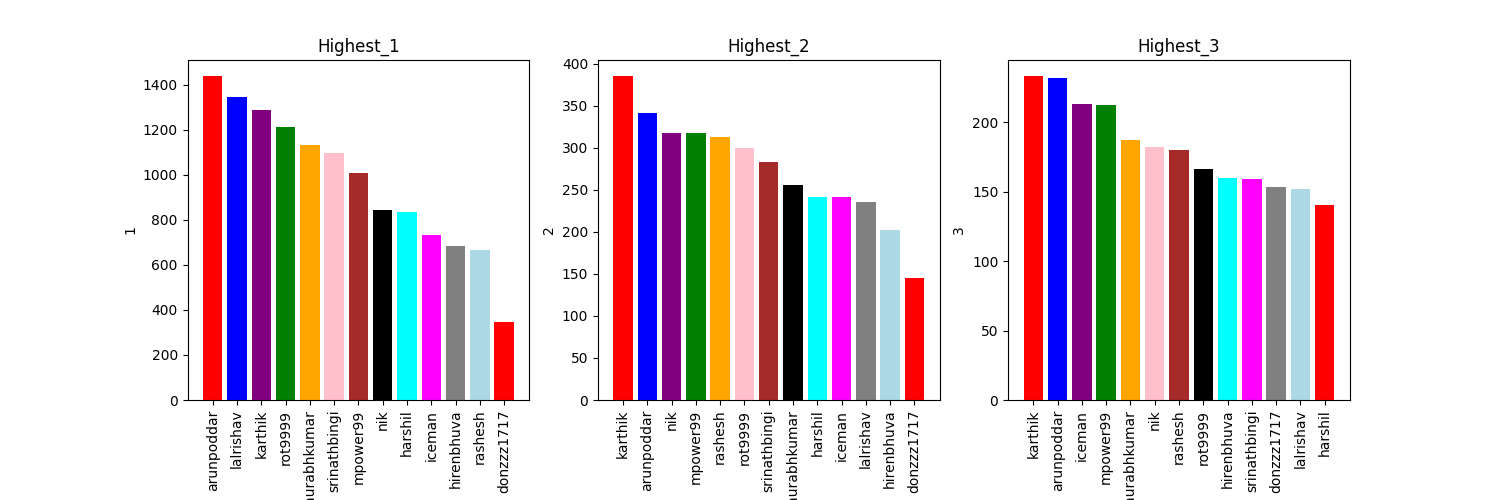 Highest_1
1400
1200
1000
800
600
400
200
0
1
arunpoddar
lalrishav
karthik
rot9999
aurabhkumar
srinathbingi
mpower99
nik
harshil
iceman
hirenbhuva
rashesh
donzzz1717
Highest_2
400
350
300
250
200
150
100
50
0
2
karthik
arunpoddar
nik
mpower99
rashesh
rot9999
srinathbingi
aurabhkumar
harshil
iceman
lalrishav
hirenbhuva
donzzz1717
Highest_3
200
150
100
50
0
3
karthik
arunpoddar
iceman
mpower99
aurabhkumar
nik
rashesh
rot9999
hirenbhuva
srinathbingi
donzzz1717
lalrishav
harshil